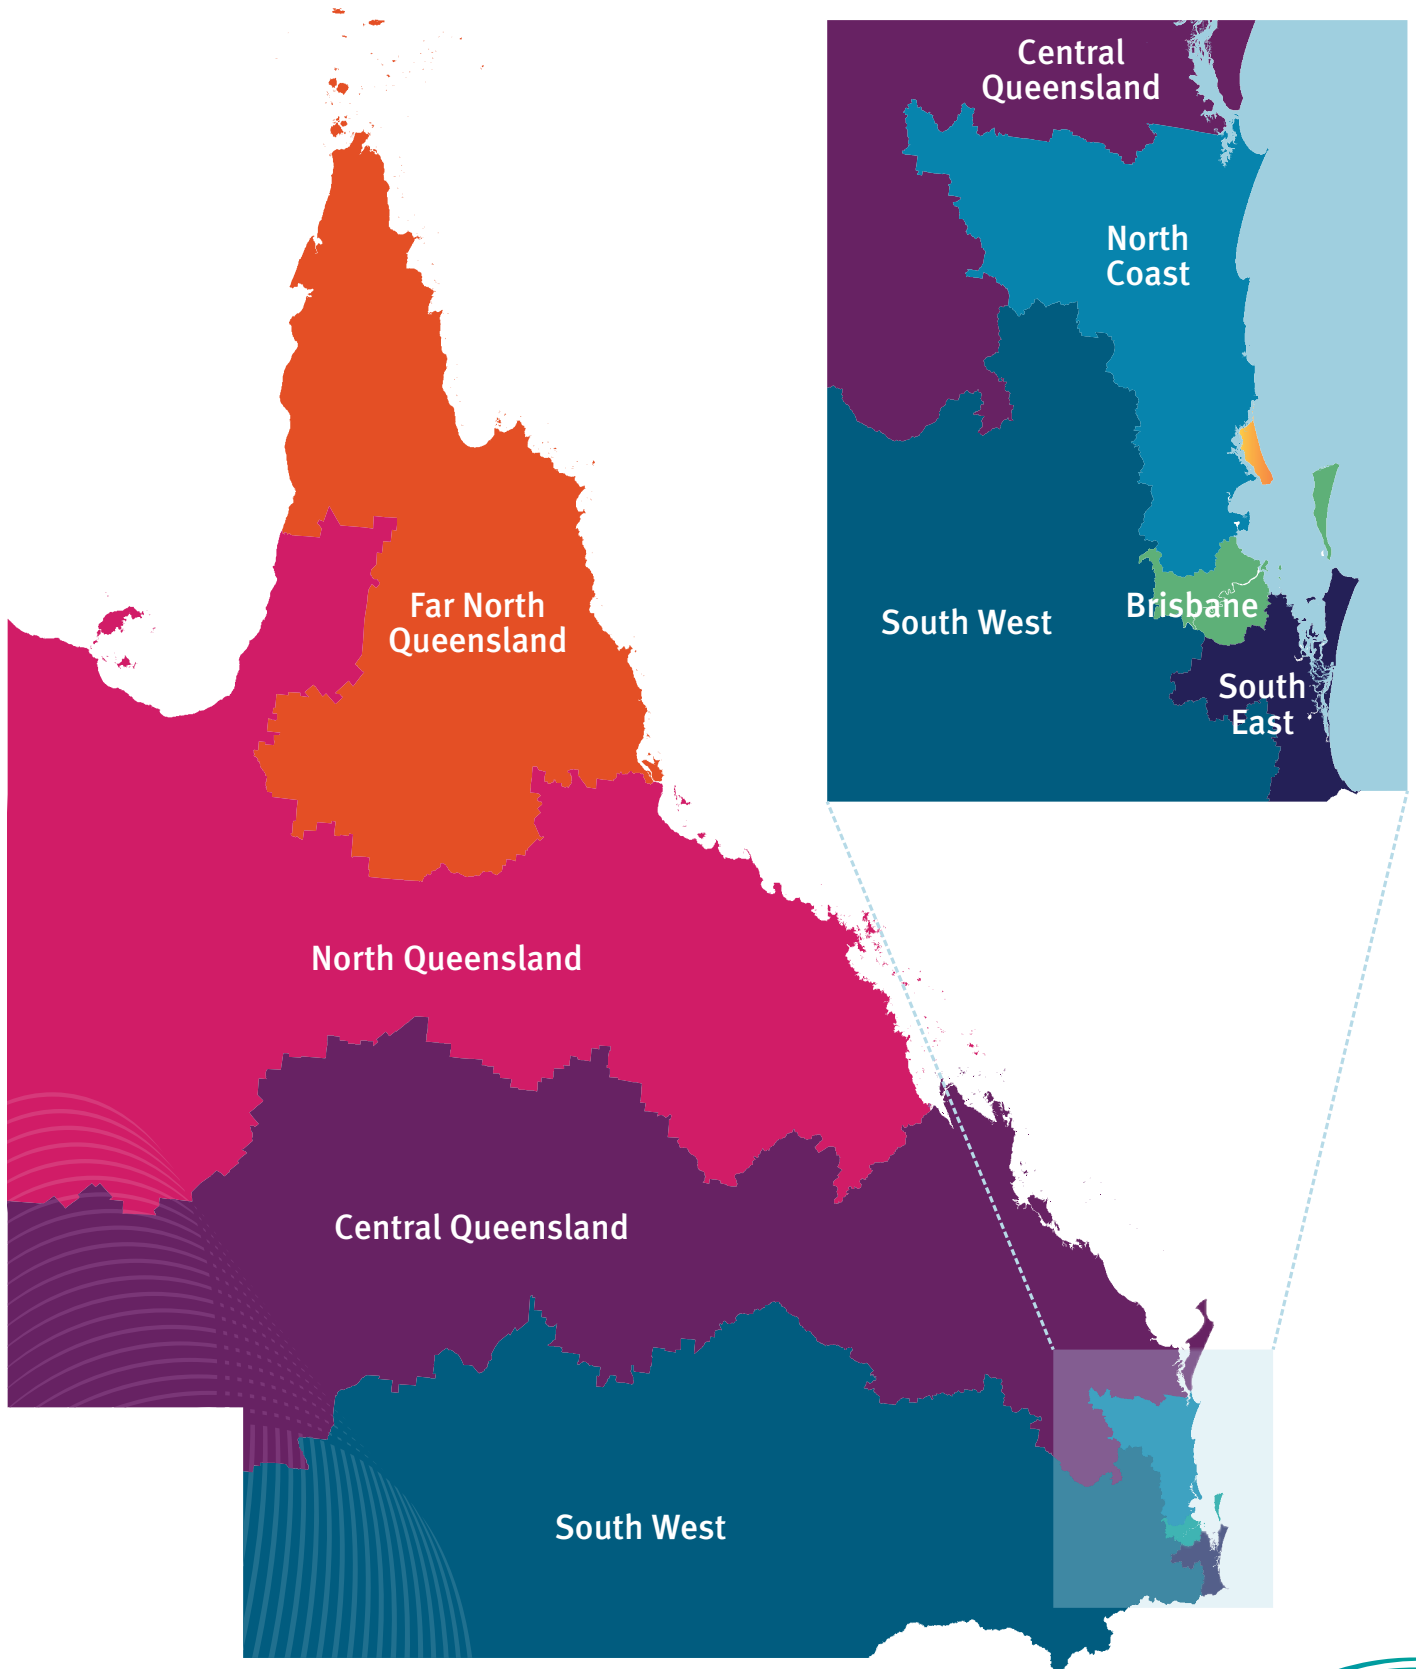 Central
Queensland
North
Coast
South West
Brisbane
South
East
Far North
Queensland
North Queensland
Central Queensland
South West